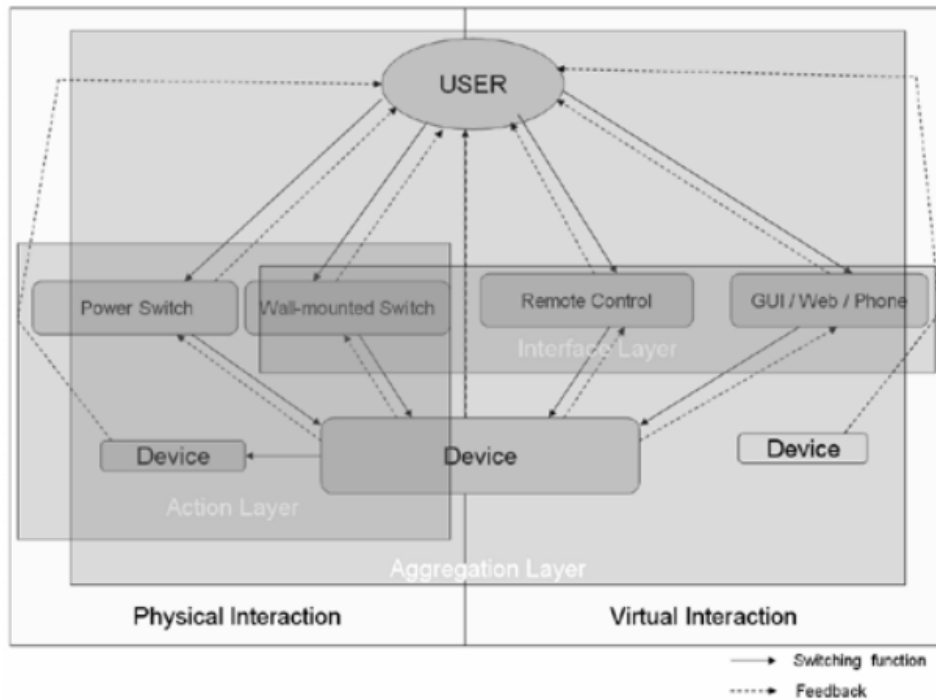 USER
Power Switch
Wall-mounted Switch
Remote Control
GUI / Web / Phone
Interface Layer
Device
Device
Device
Action Layer
Aggregation Layer
Physical Interaction
Virtual Interaction
Switching function
Feedback